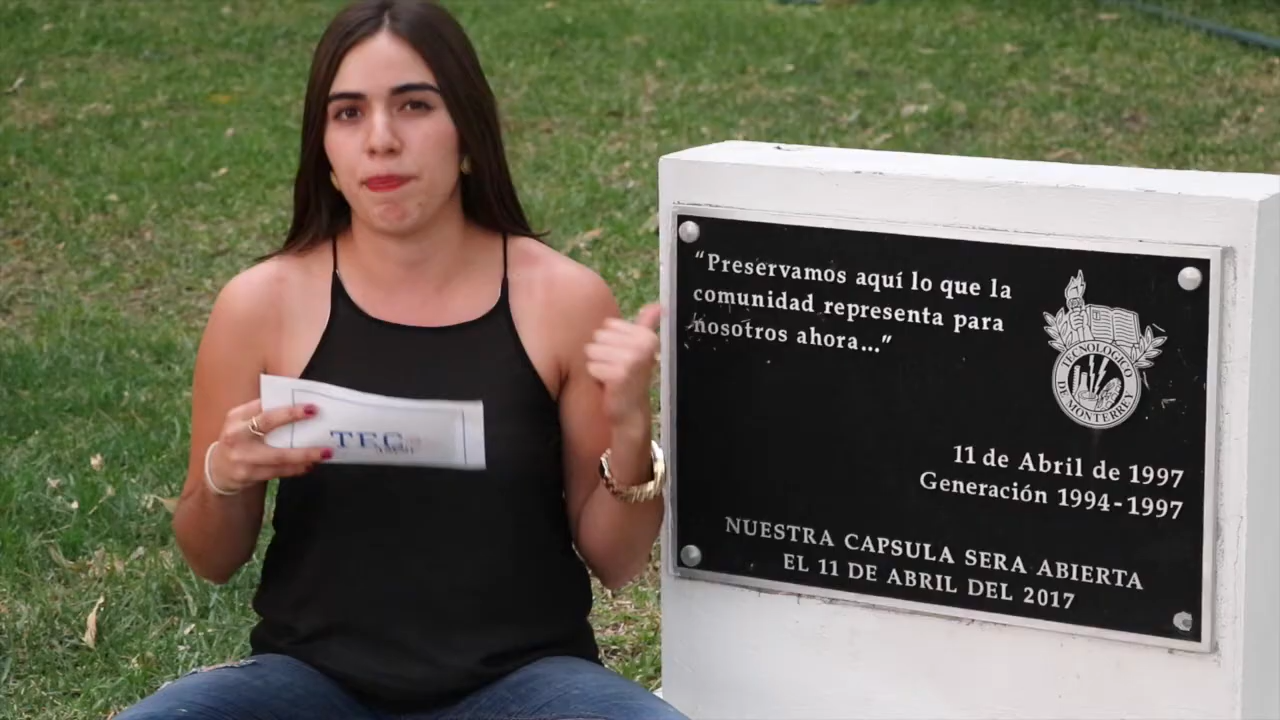 TEC
“Preservamos aquí lo que la
comunidad representa para
nosotros ahora...”
TECNOLOGICO
DE MONTERREY
11 de Abril de 1997
Generación 1994-1997
NUESTRA CAPSULA SERA ABIERTA
EL 11 DE ABRIL DEL 2017